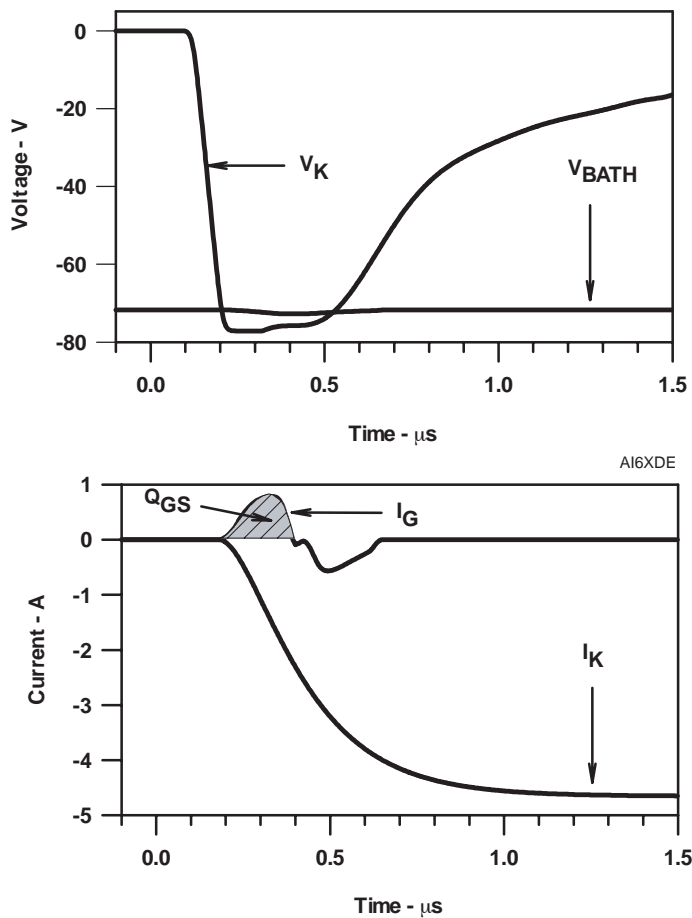 0
-20
-40
-60
-80
Voltage - V
V_K
V_BATH
0.0 0.5 1.0 1.5
Time - μs
AI6XDE
1
0
-1
-2
-3
-4
-5
Current - A
Q_GS
I_G
I_K
0.0 0.5 1.0 1.5
Time - μs